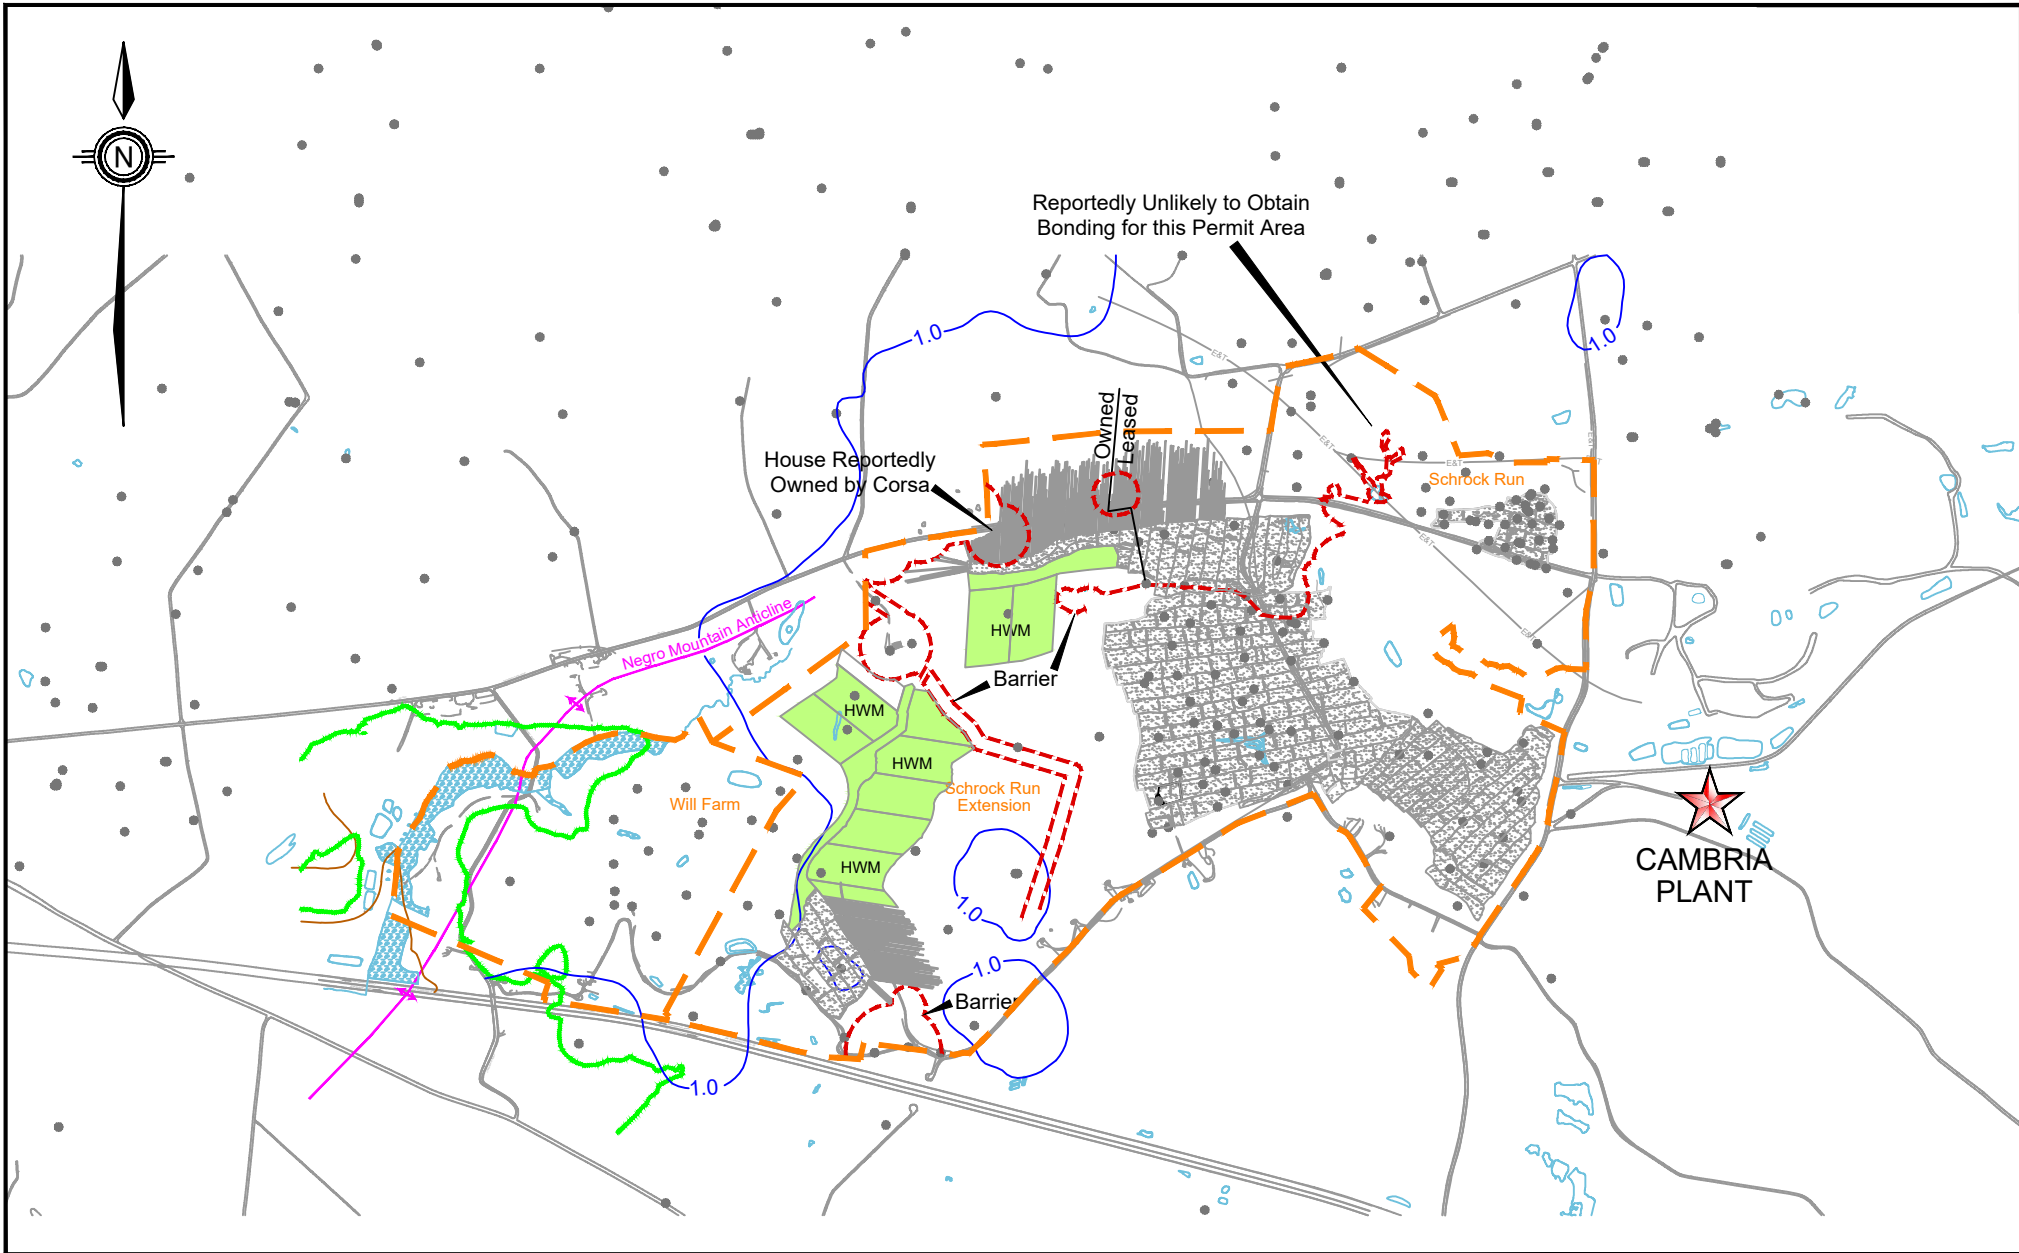 N
Reportedly Unlikely to Obtain
Bonding for this Permit Area
1.0
1.0
E&T
E&T
E&T
E&T
E&T
E&T
E&T
Owned
Leased
House Reportedly
Owned by Corsa
Schrock Run
HWM
Negro Mountain Anticline
Barrier
HWM
HWM
Schrock Run
Extension
Will Farm
HWM
CAMBRIA
PLANT
1.0
1.0
Barrier
1.0